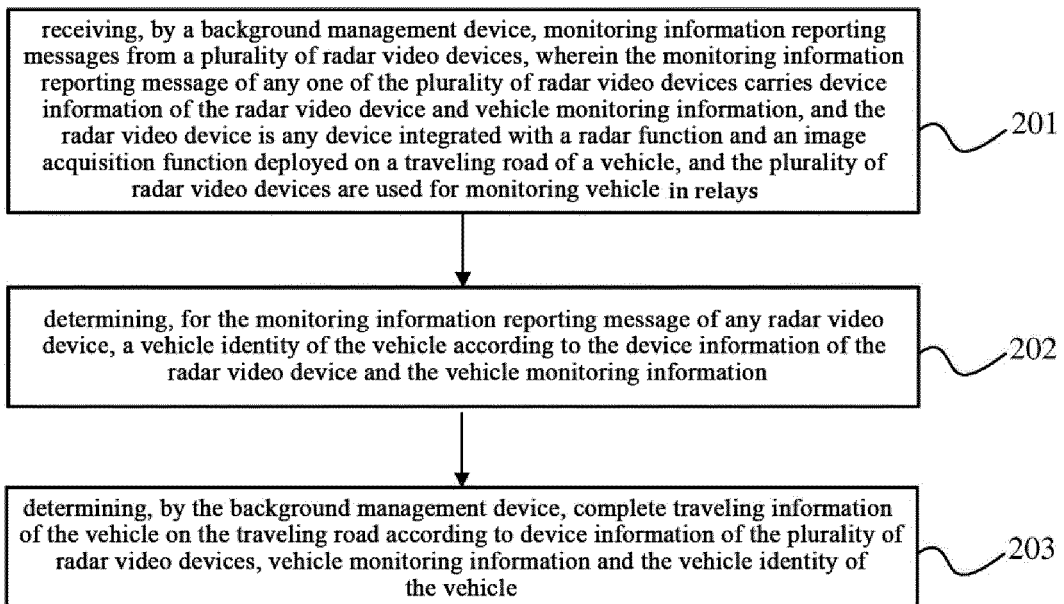 receiving, by a background management device, monitoring information reporting
messages from a plurality of radar video devices, wherein the monitoring information
reporting message of any one of the plurality of radar video devices carries device
information of the radar video device and vehicle monitoring information, and the
radar video device is any device integrated with a radar function and an image
acquisition function deployed on a traveling road of a vehicle, and the plurality of
radar video devices are used for monitoring vehicle in relays
201
determining, for the monitoring information reporting message of any radar video
device, a vehicle identity of the vehicle according to the device information of the
radar video device and the vehicle monitoring information
202
determining, by the background management device, complete traveling information
of the vehicle on the traveling road according to device information of the plurality of
radar video devices, vehicle monitoring information and the vehicle identity of
the vehicle
203